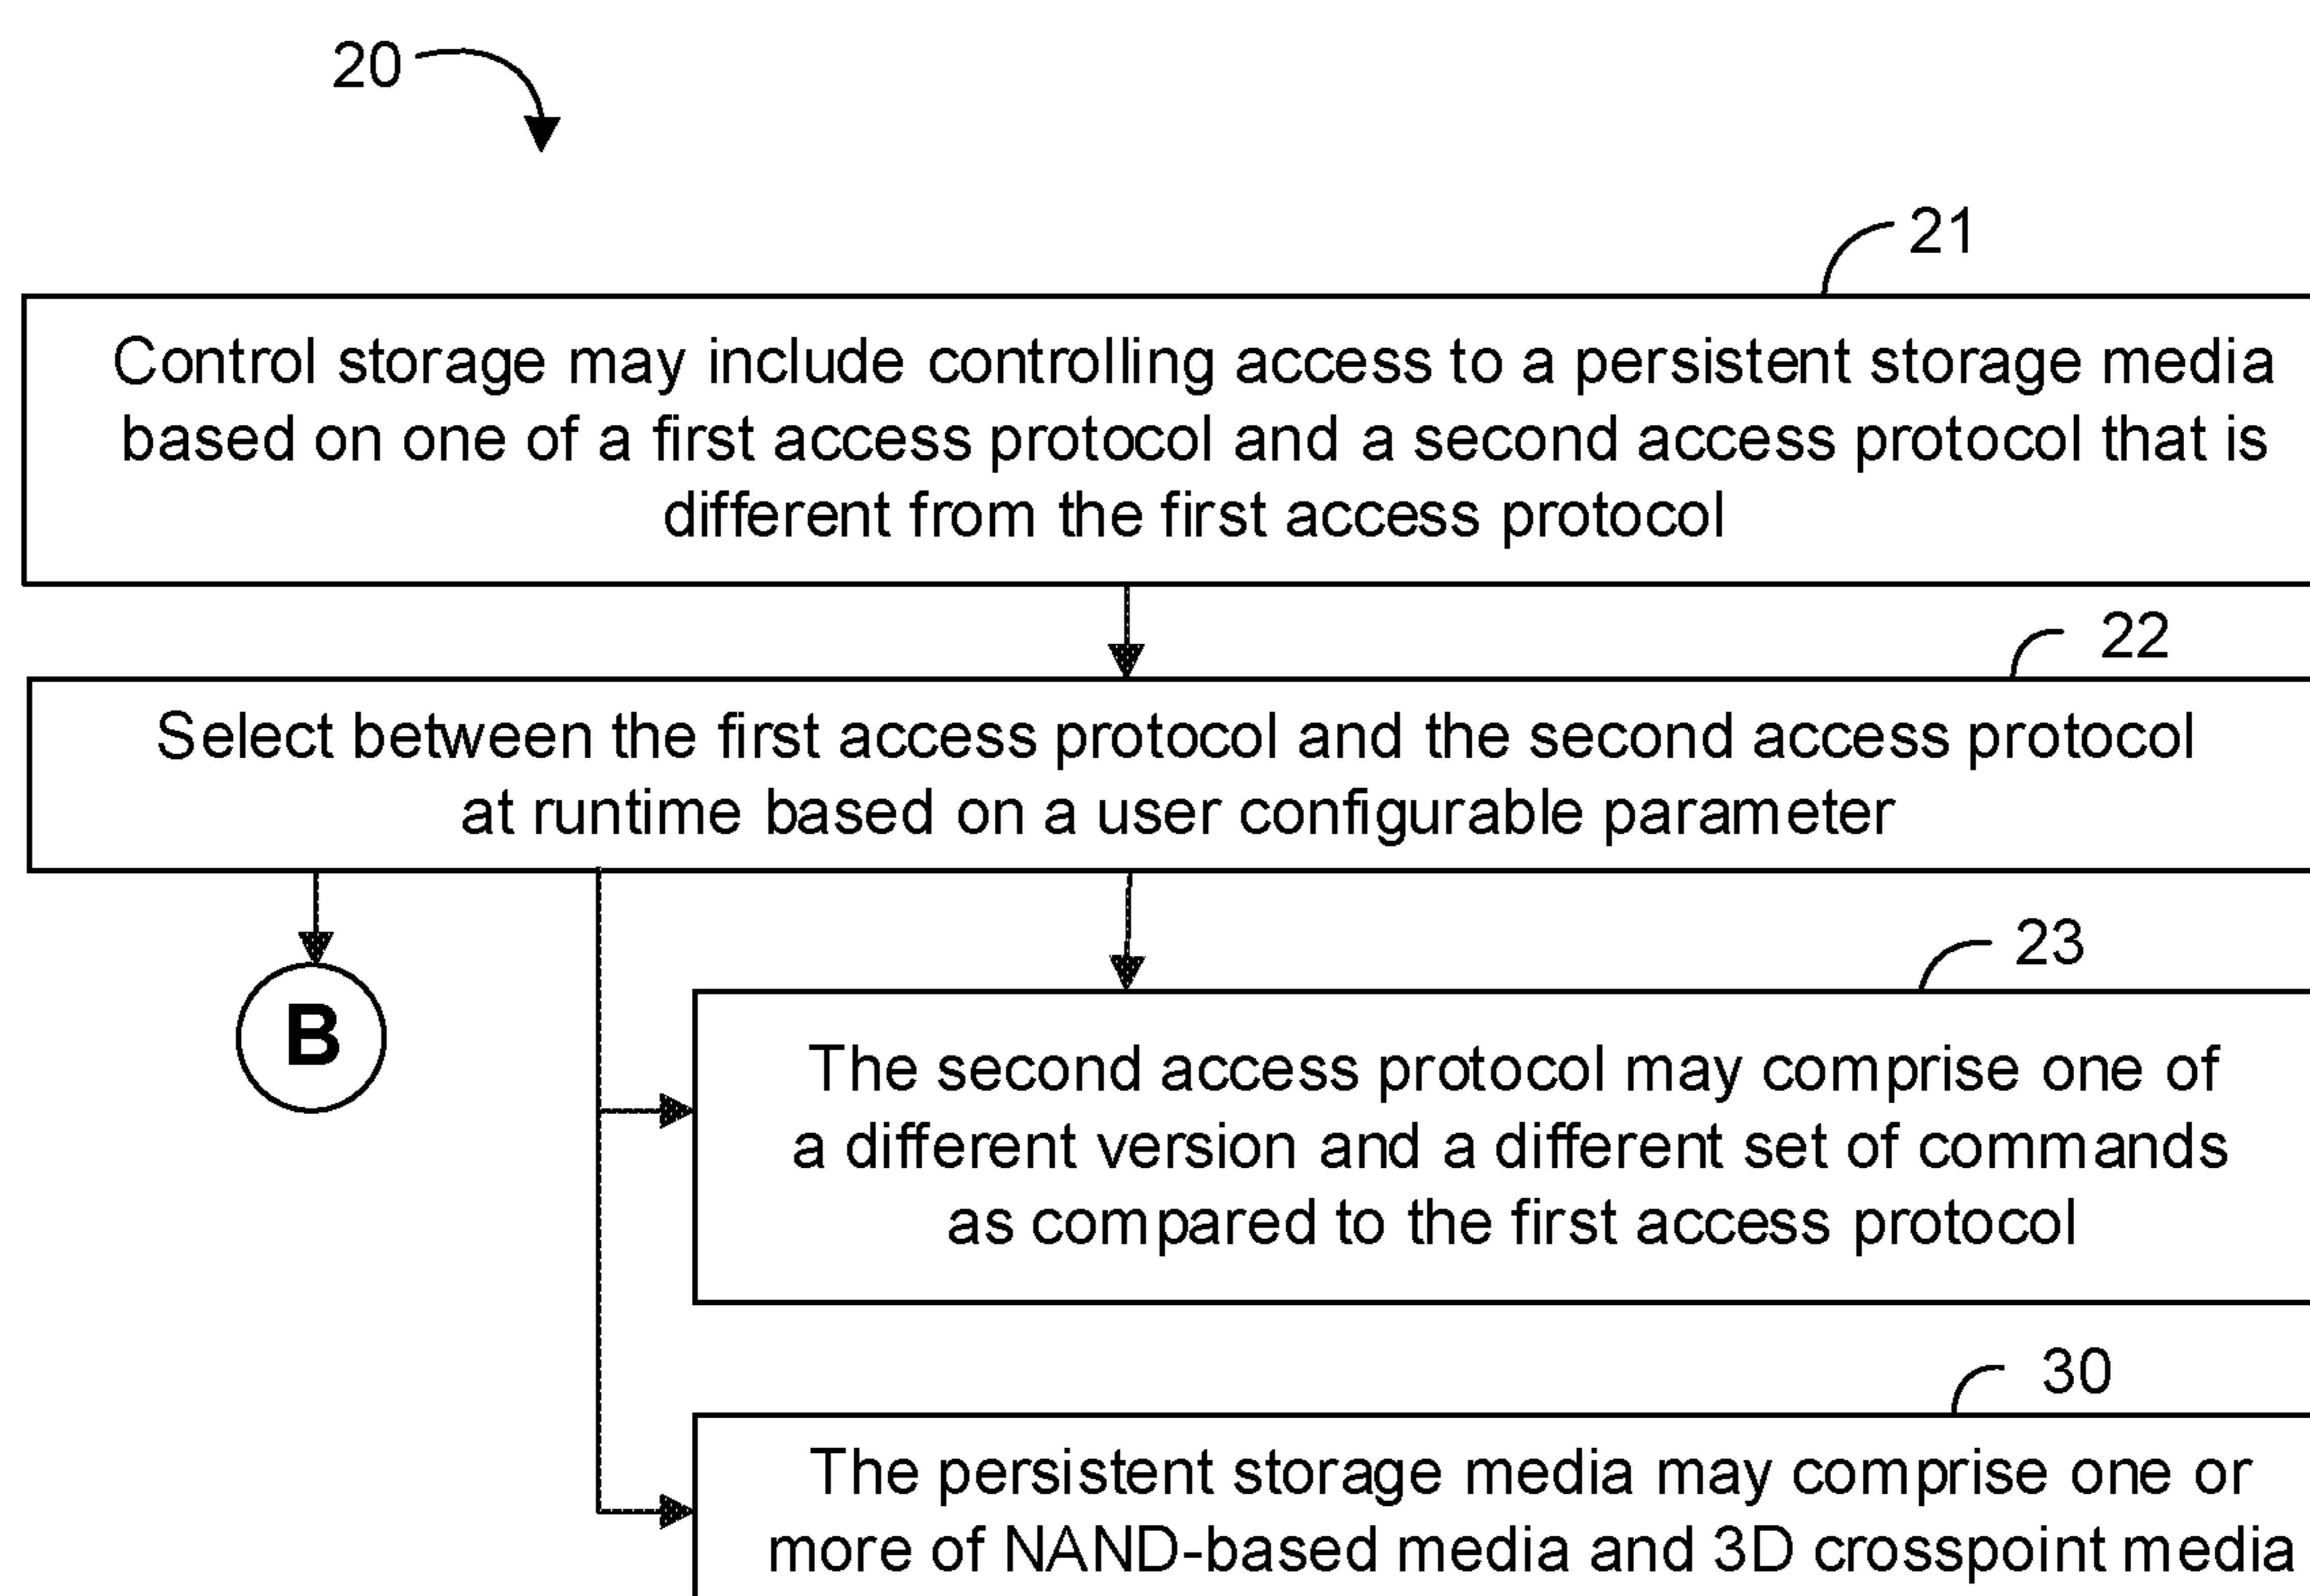 20
21
Control storage may include controlling access to a persistent storage media
based on one of a first access protocol and a second access protocol that is
different from the first access protocol
22
Select between the first access protocol and the second access protocol
at runtime based on a user configurable parameter
B
23
The second access protocol may comprise one of
a different version and a different set of commands
as compared to the first access protocol
30
The persistent storage media may comprise one or
more of NAND-based media and 3D crosspoint media